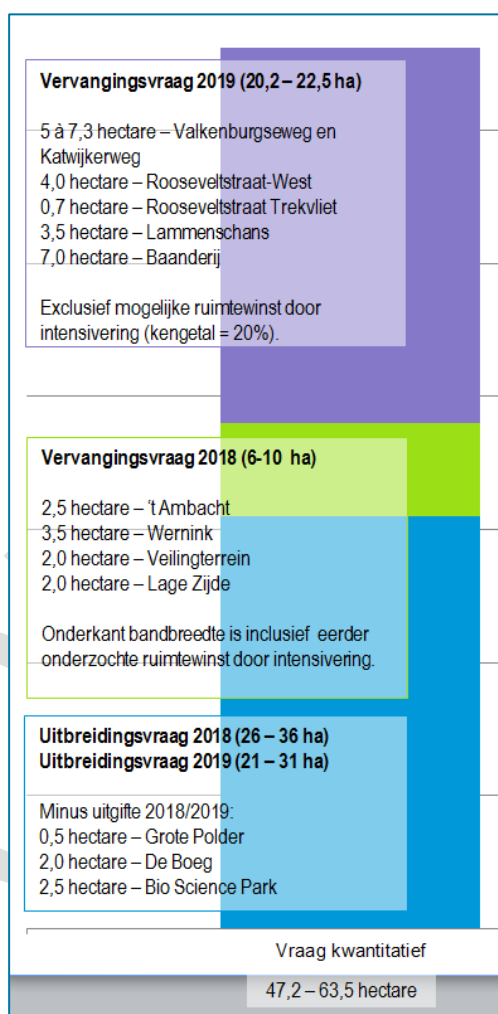 Vervangingsvraag 2019 (20,2 – 22,5 ha)
5 à 7,3 hectare – Valkenburgseweg en
Katwijkerweg
4,0 hectare – Rooseveltstraat-West
0,7 hectare – Rooseveltstraat Trekvliet
3,5 hectare – Lammenschans
7,0 hectare – Baanderij
Exclusief mogelijke ruimtewinst door
intensivering (kengetal = 20%).
Vervangingsvraag 2018 (6-10 ha)
2,5 hectare – 't Ambacht
3,5 hectare – Wernink
2,0 hectare – Veilingterrein
2,0 hectare – Lage Zijde
Onderkant bandbreedte is inclusief eerder
onderzochte ruimtewinst door intensivering.
Uitbreidingsvraag 2018 (26 – 36 ha)
Uitbreidingsvraag 2019 (21 – 31 ha)
Minus uitgifte 2018/2019:
0,5 hectare – Grote Polder
2,0 hectare – De Boeg
2,5 hectare – Bio Science Park
Vraag kwantitatief
47,2 – 63,5 hectare